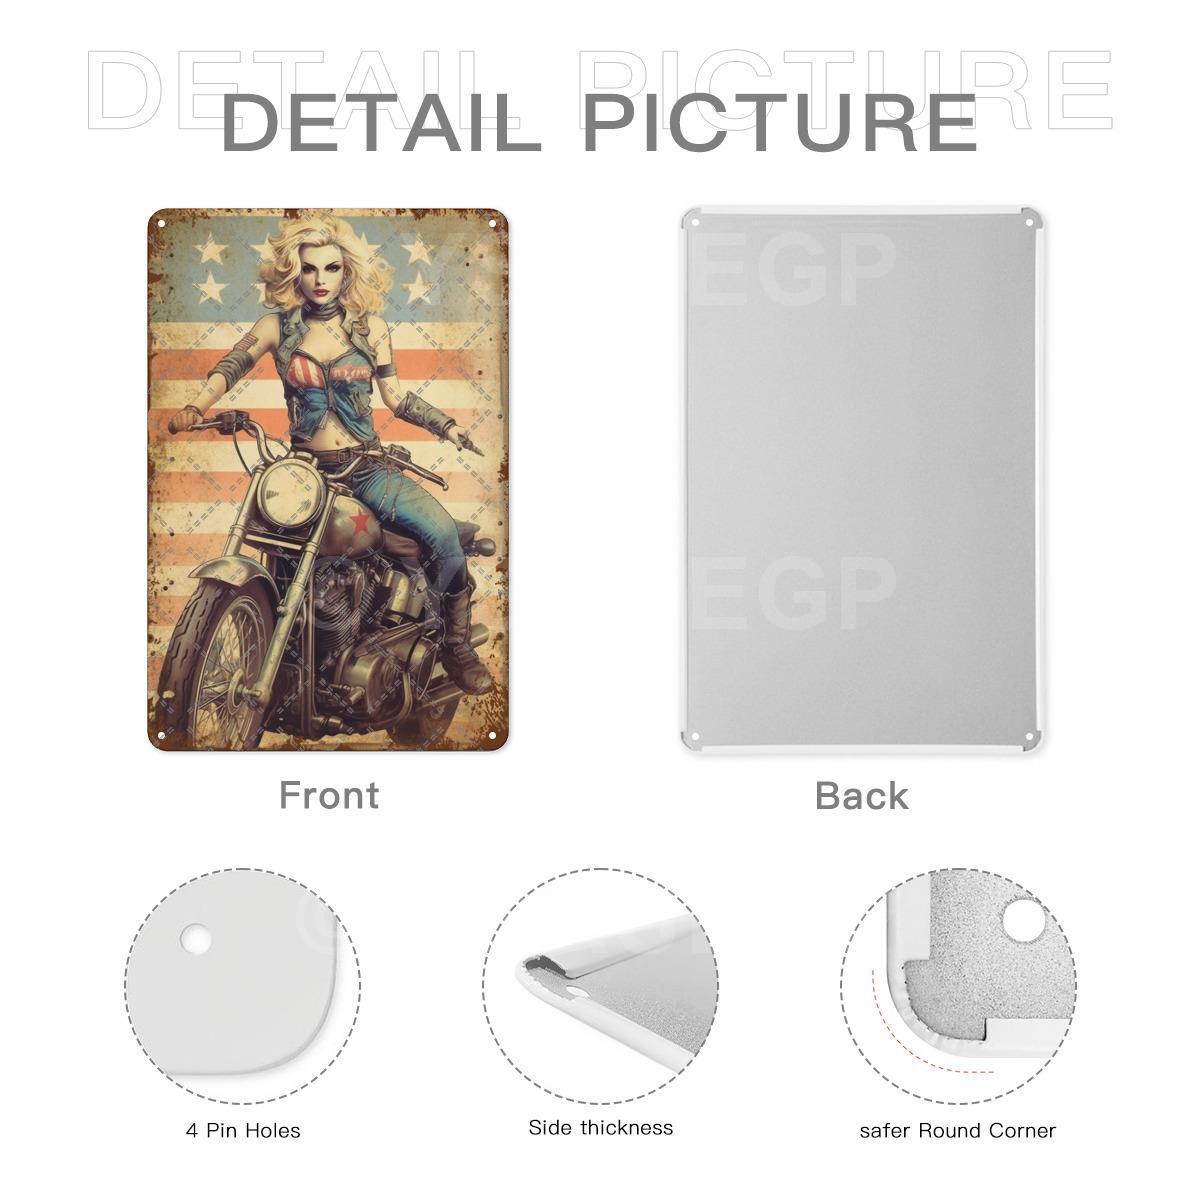 DETAIL PICTURE
DETAIL PICTURE
EGP
EGP
Front
Back
4 Pin Holes
Side thickness
safer Round Corner